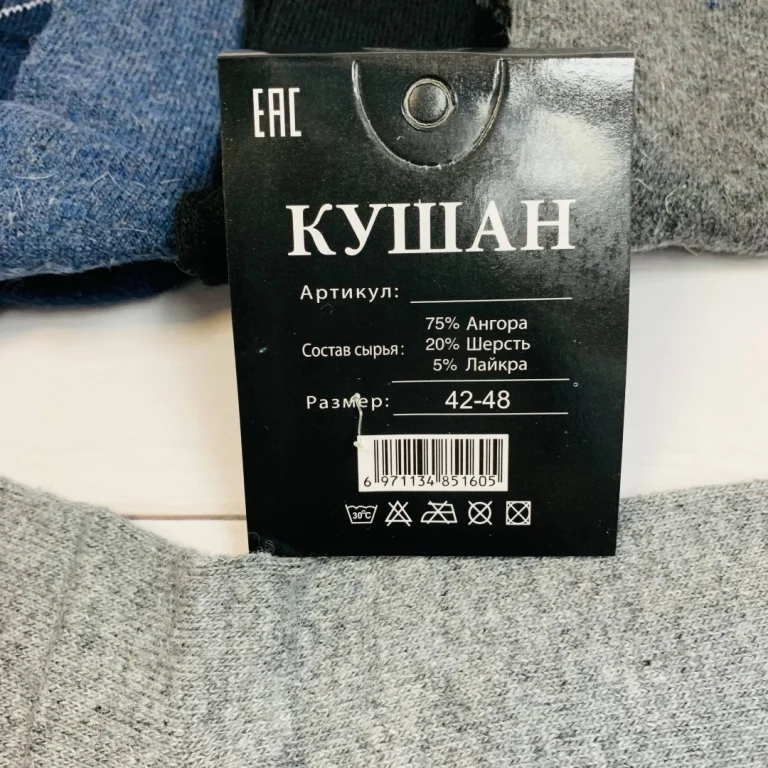 EAC
КУШАН
Артикул:
Состав сырья:
75% Ангора
20% Шерсть
5% Лайкра
Размер: 42-48
6 971134 851605
30°C